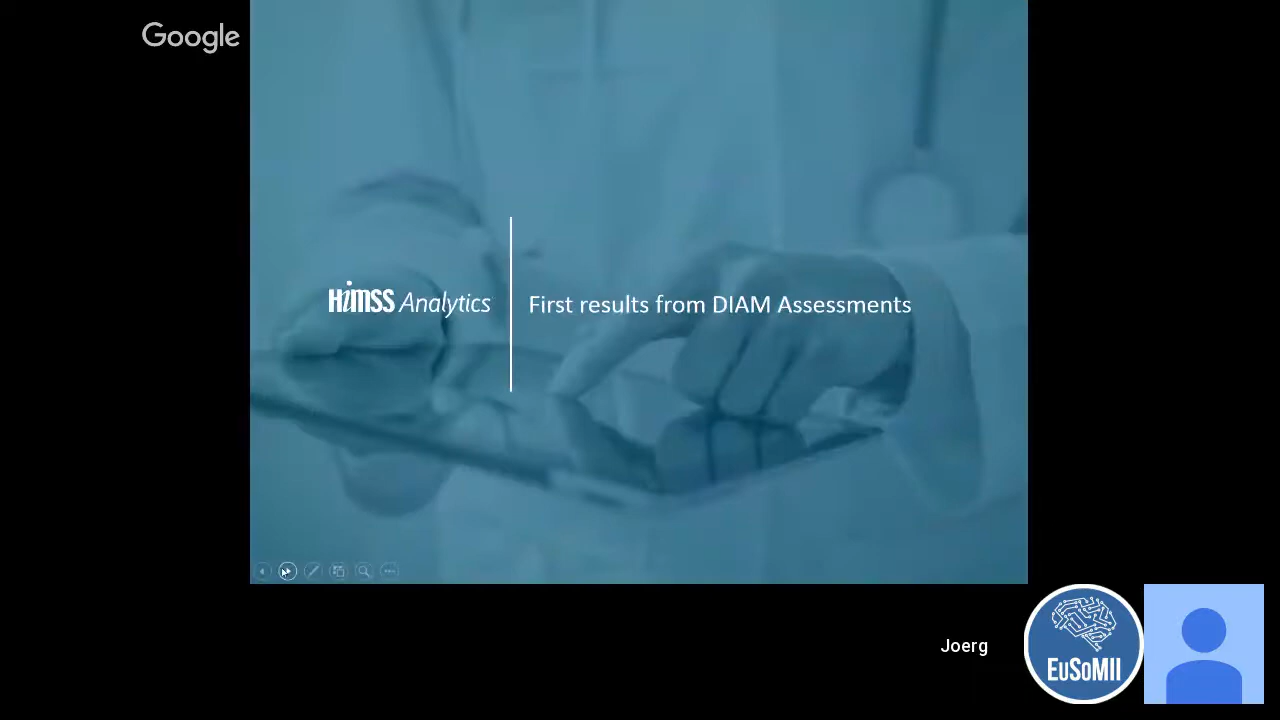 Google
HiMSS Analytics
First results from DIAM Assessments
Joerg
EuSoMII